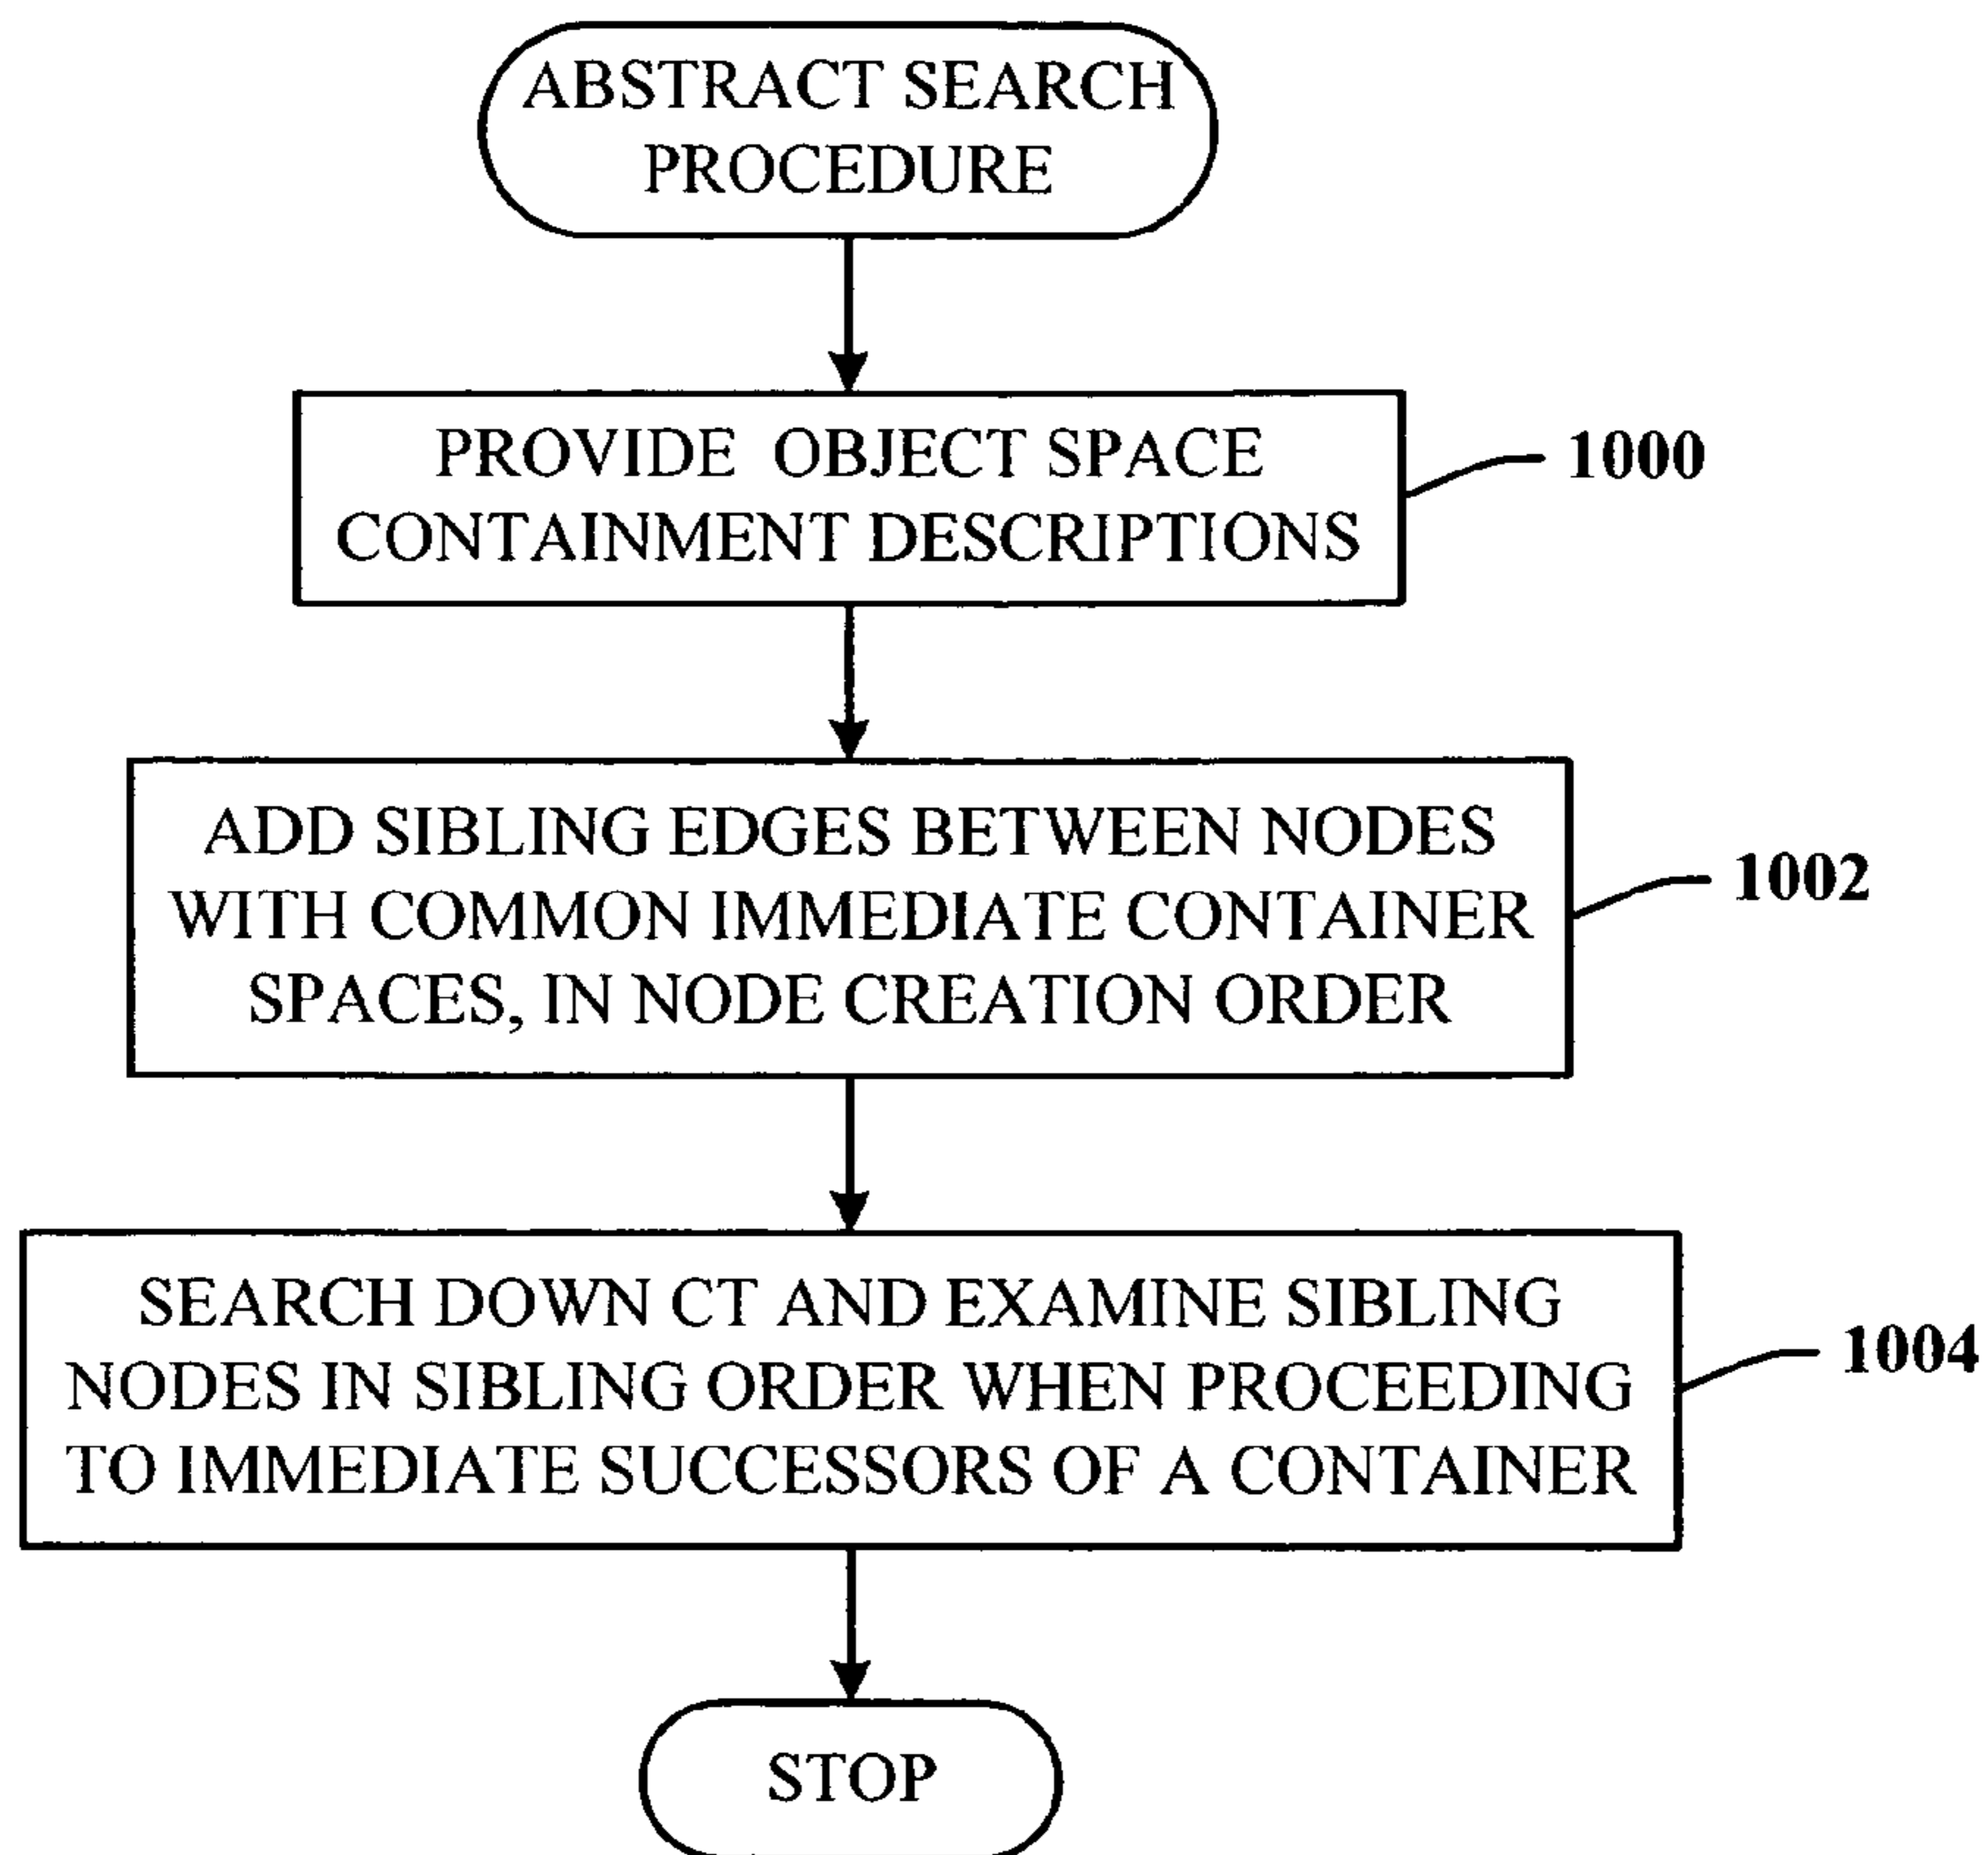 ABSTRACT SEARCH
PROCEDURE
PROVIDE OBJECT SPACE
CONTAINMENT DESCRIPTIONS
1000
ADD SIBLING EDGES BETWEEN NODES
WITH COMMON IMMEDIATE CONTAINER
SPACES, IN NODE CREATION ORDER
1002
SEARCH DOWN CT AND EXAMINE SIBLING
NODES IN SIBLING ORDER WHEN PROCEEDING
TO IMMEDIATE SUCCESSORS OF A CONTAINER
1004
STOP